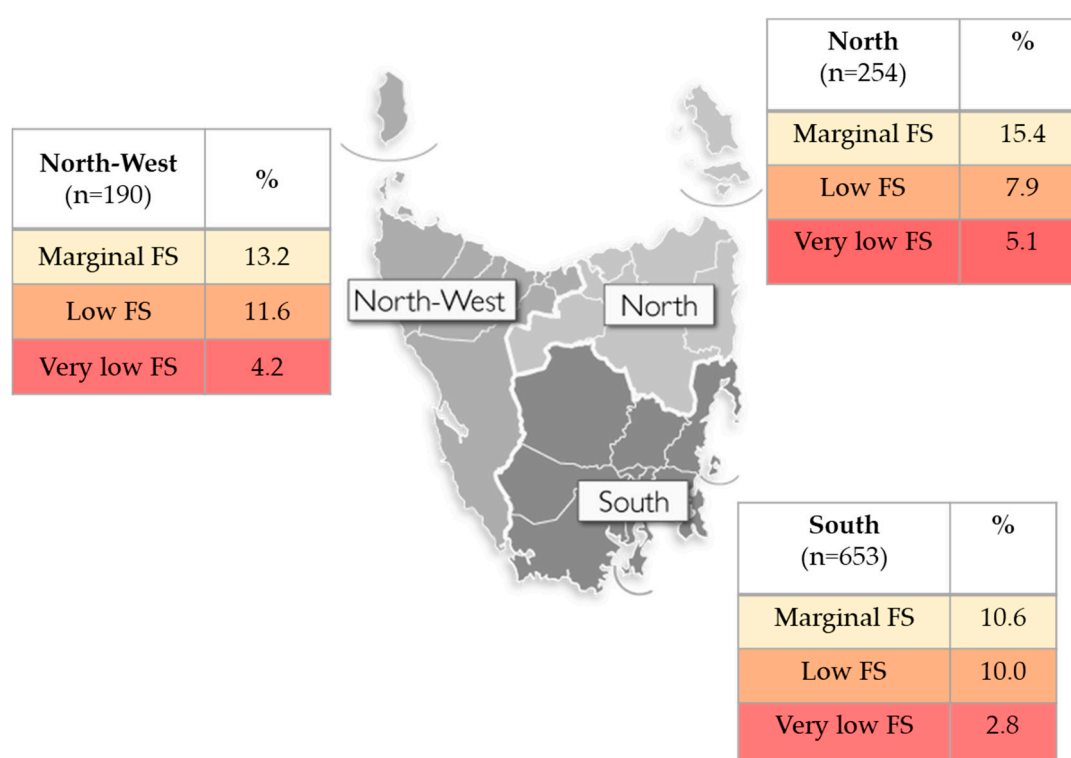 North-West
(n=190)
%
Marginal FS 13.2
Low FS 11.6
Very low FS 4.2
North
(n=254)
%
Marginal FS 15.4
Low FS 7.9
Very low FS 5.1
North-West
North
South
South
(n=653)
%
Marginal FS 10.6
Low FS 10.0
Very low FS 2.8